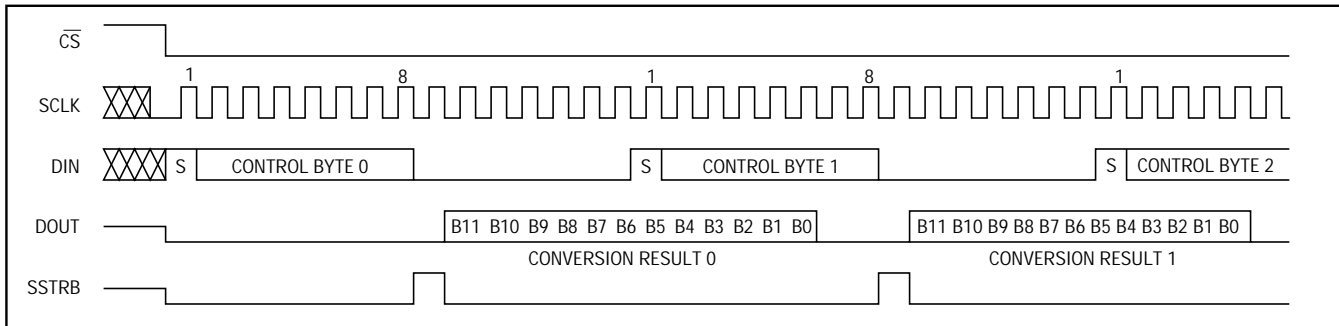 CS
1 8 1 8 1
SCLK
DIN S CONTROL BYTE 0 S CONTROL BYTE 1 S CONTROL BYTE 2
DOUT B11 B10 B9 B8 B7 B6 B5 B4 B3 B2 B1 B0 B11 B10 B9 B8 B7 B6 B5 B4 B3 B2 B1 B0
CONVERSION RESULT 0 CONVERSION RESULT 1
SSTRB